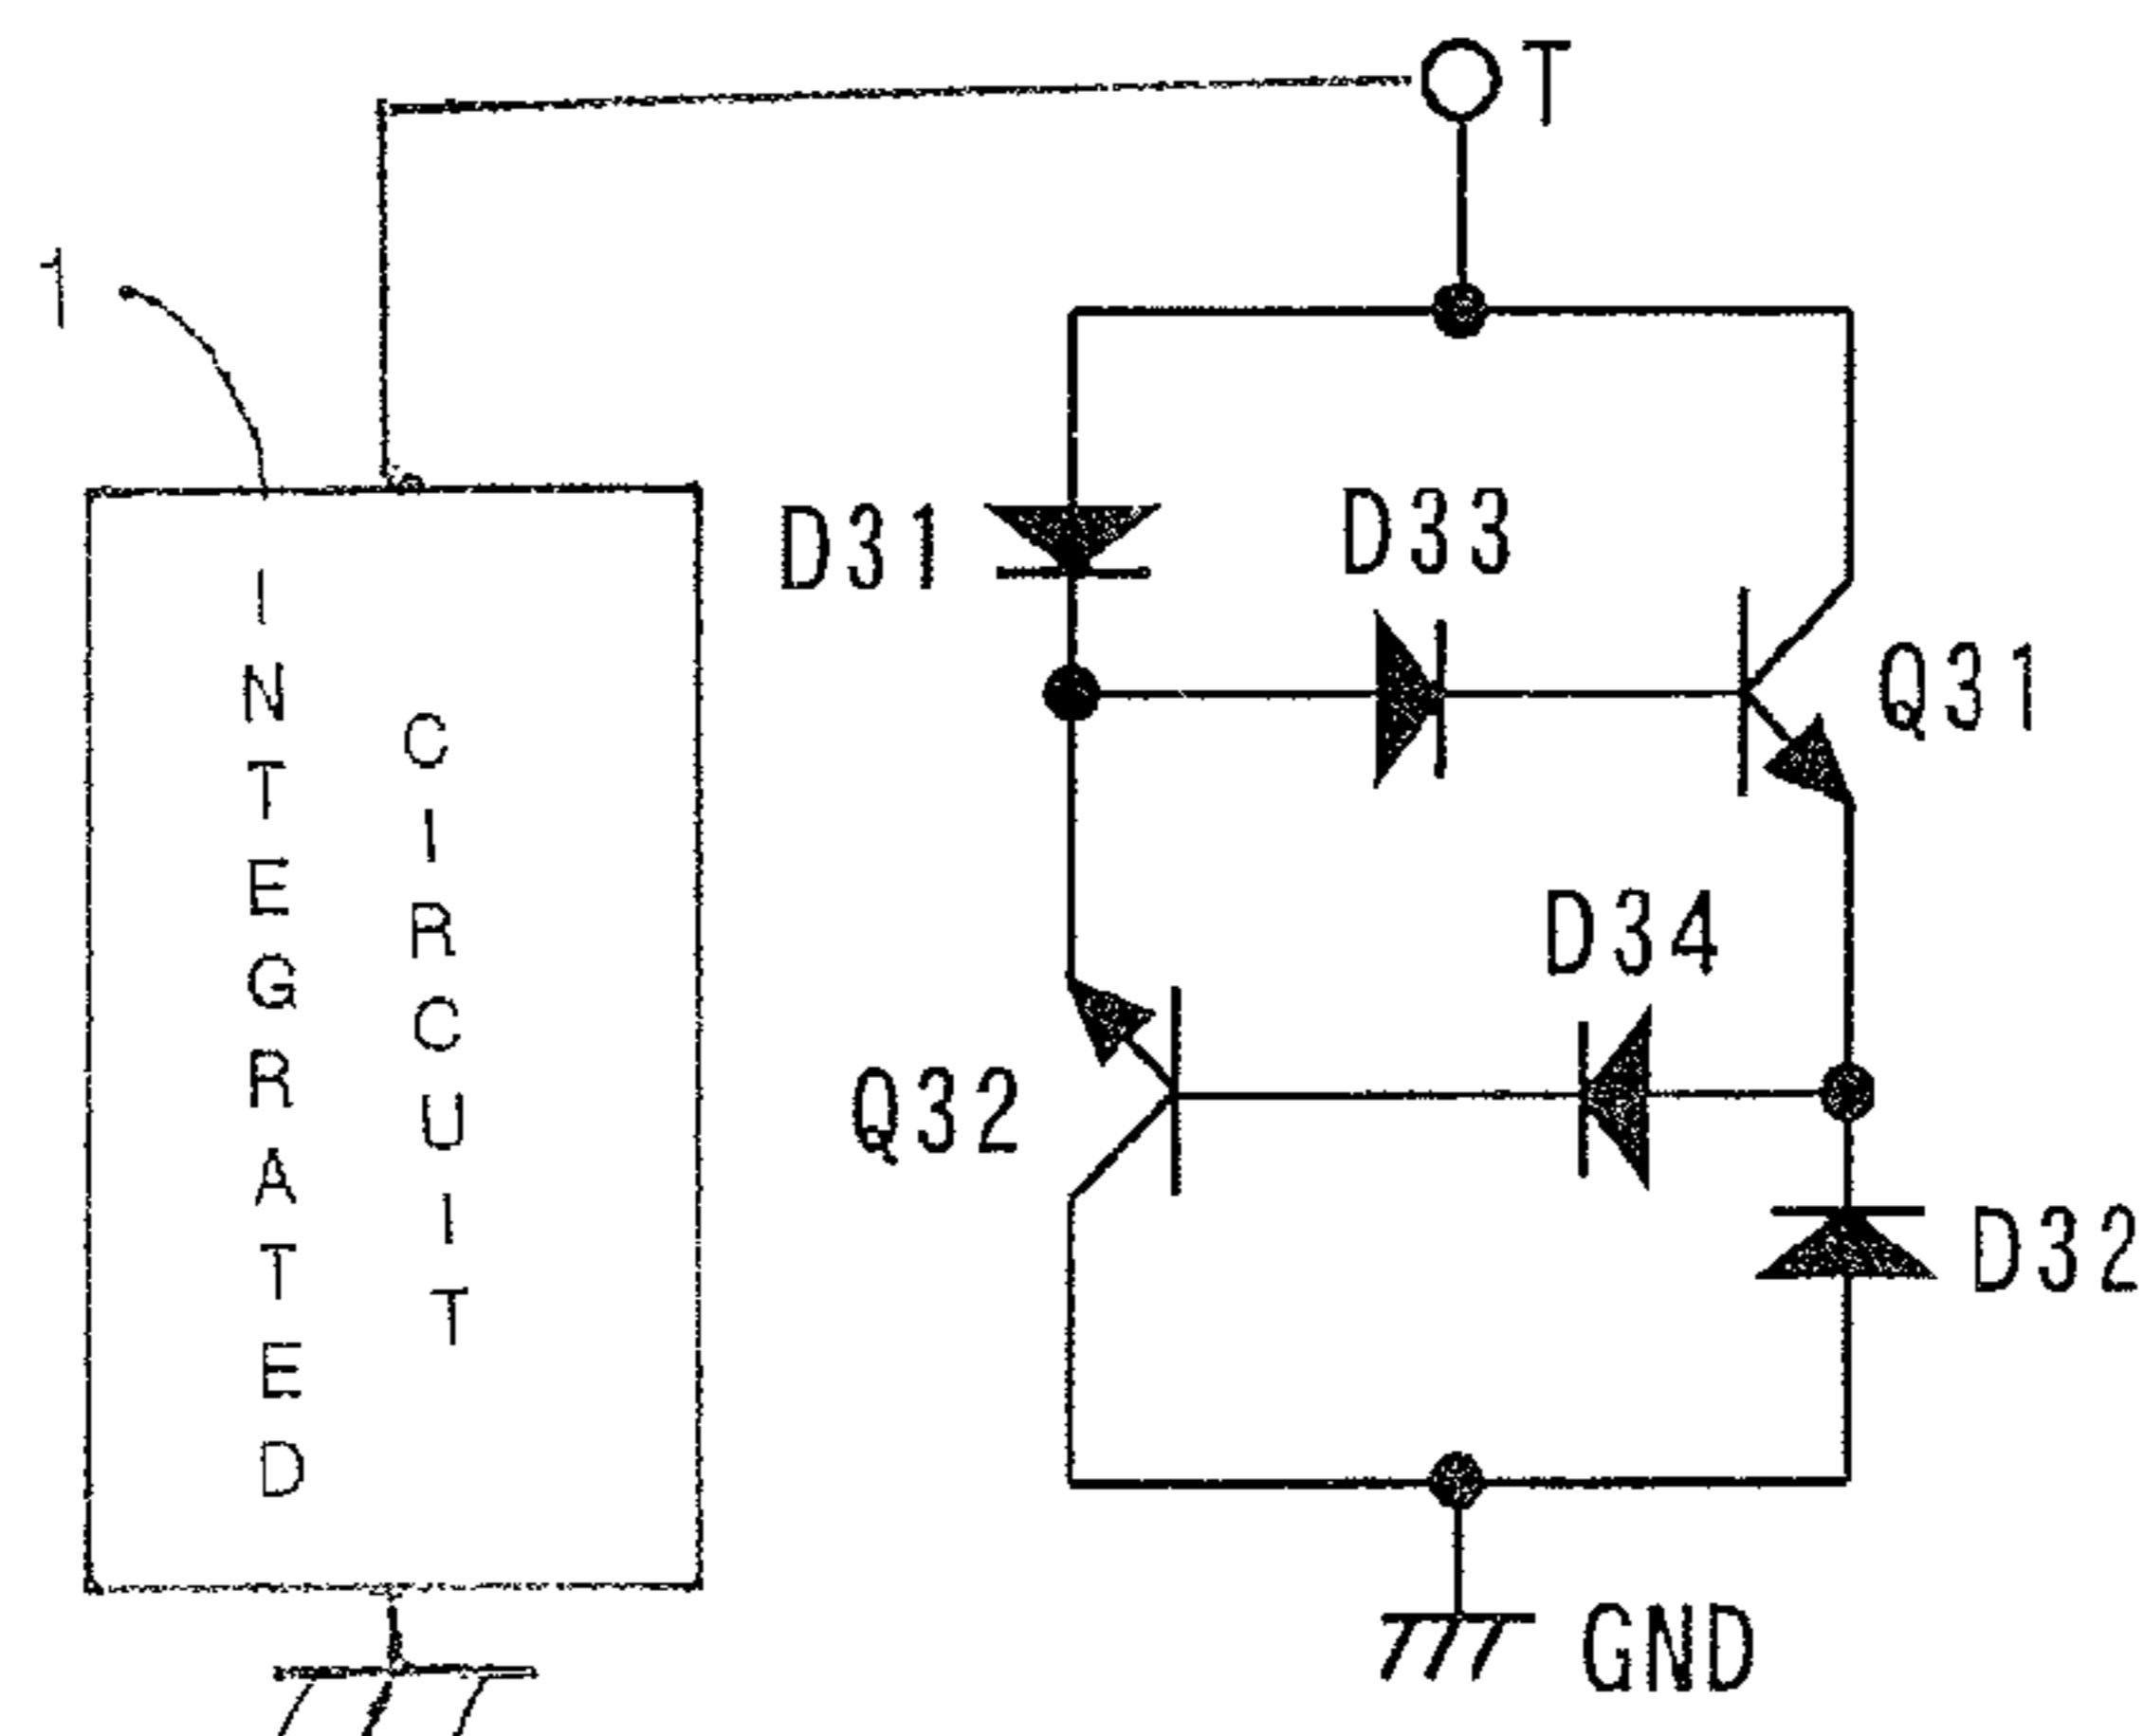 T
1
D31
D33
Q31
INTEGRATED
CIRCUIT
D34
Q32
D32
GND